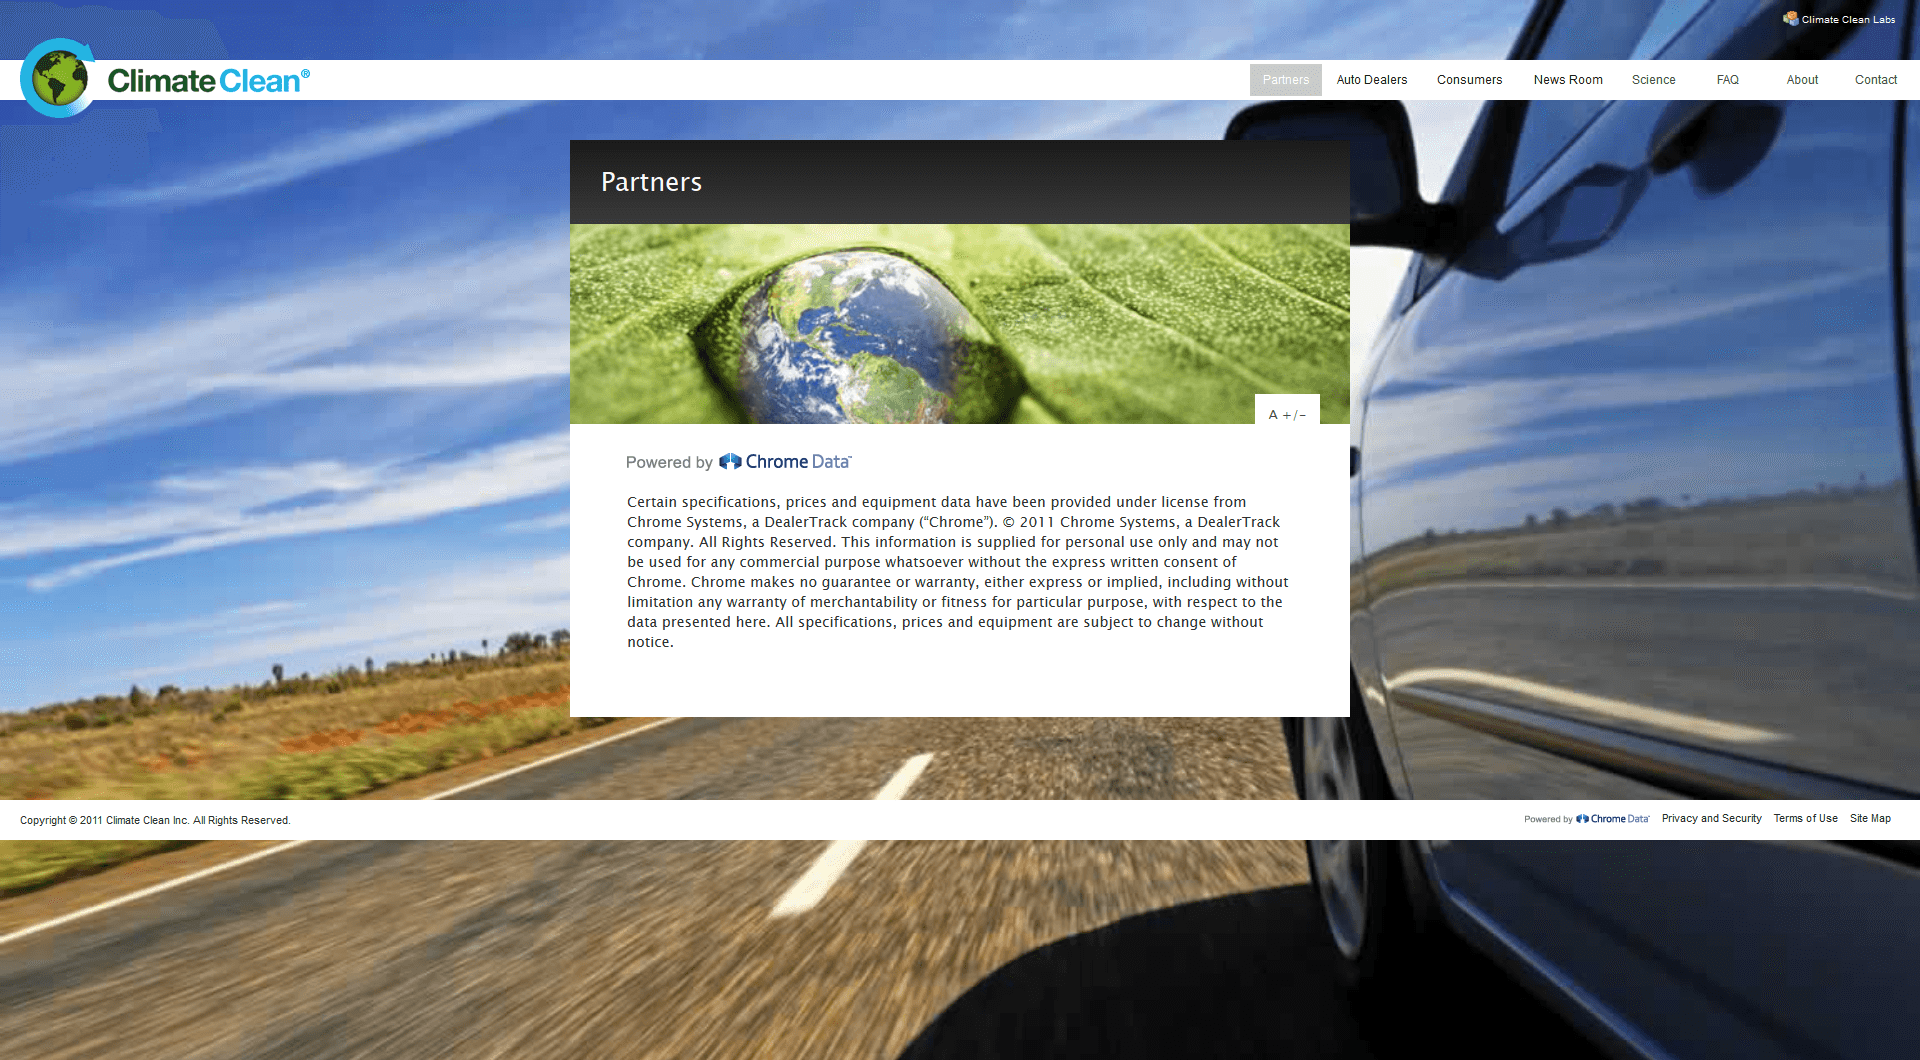 Climate Clean Labs
ClimateClean®
Partners
Auto Dealers
Consumers
News Room
Science
FAQ
About
Contact
Partners
A +/-
Powered by Chrome Data™
Certain specifications, prices and equipment data have been provided under license from
Chrome Systems, a DealerTrack company (“Chrome”). © 2011 Chrome Systems, a DealerTrack
company. All Rights Reserved. This information is supplied for personal use only and may not
be used for any commercial purpose whatsoever without the express written consent of
Chrome. Chrome makes no guarantee or warranty, either express or implied, including without
limitation any warranty of merchantability or fitness for particular purpose, with respect to the
data presented here. All specifications, prices and equipment are subject to change without
notice.
Copyright © 2011 Climate Clean Inc. All Rights Reserved.
Powered by Chrome Data™
Privacy and Security
Terms of Use
Site Map